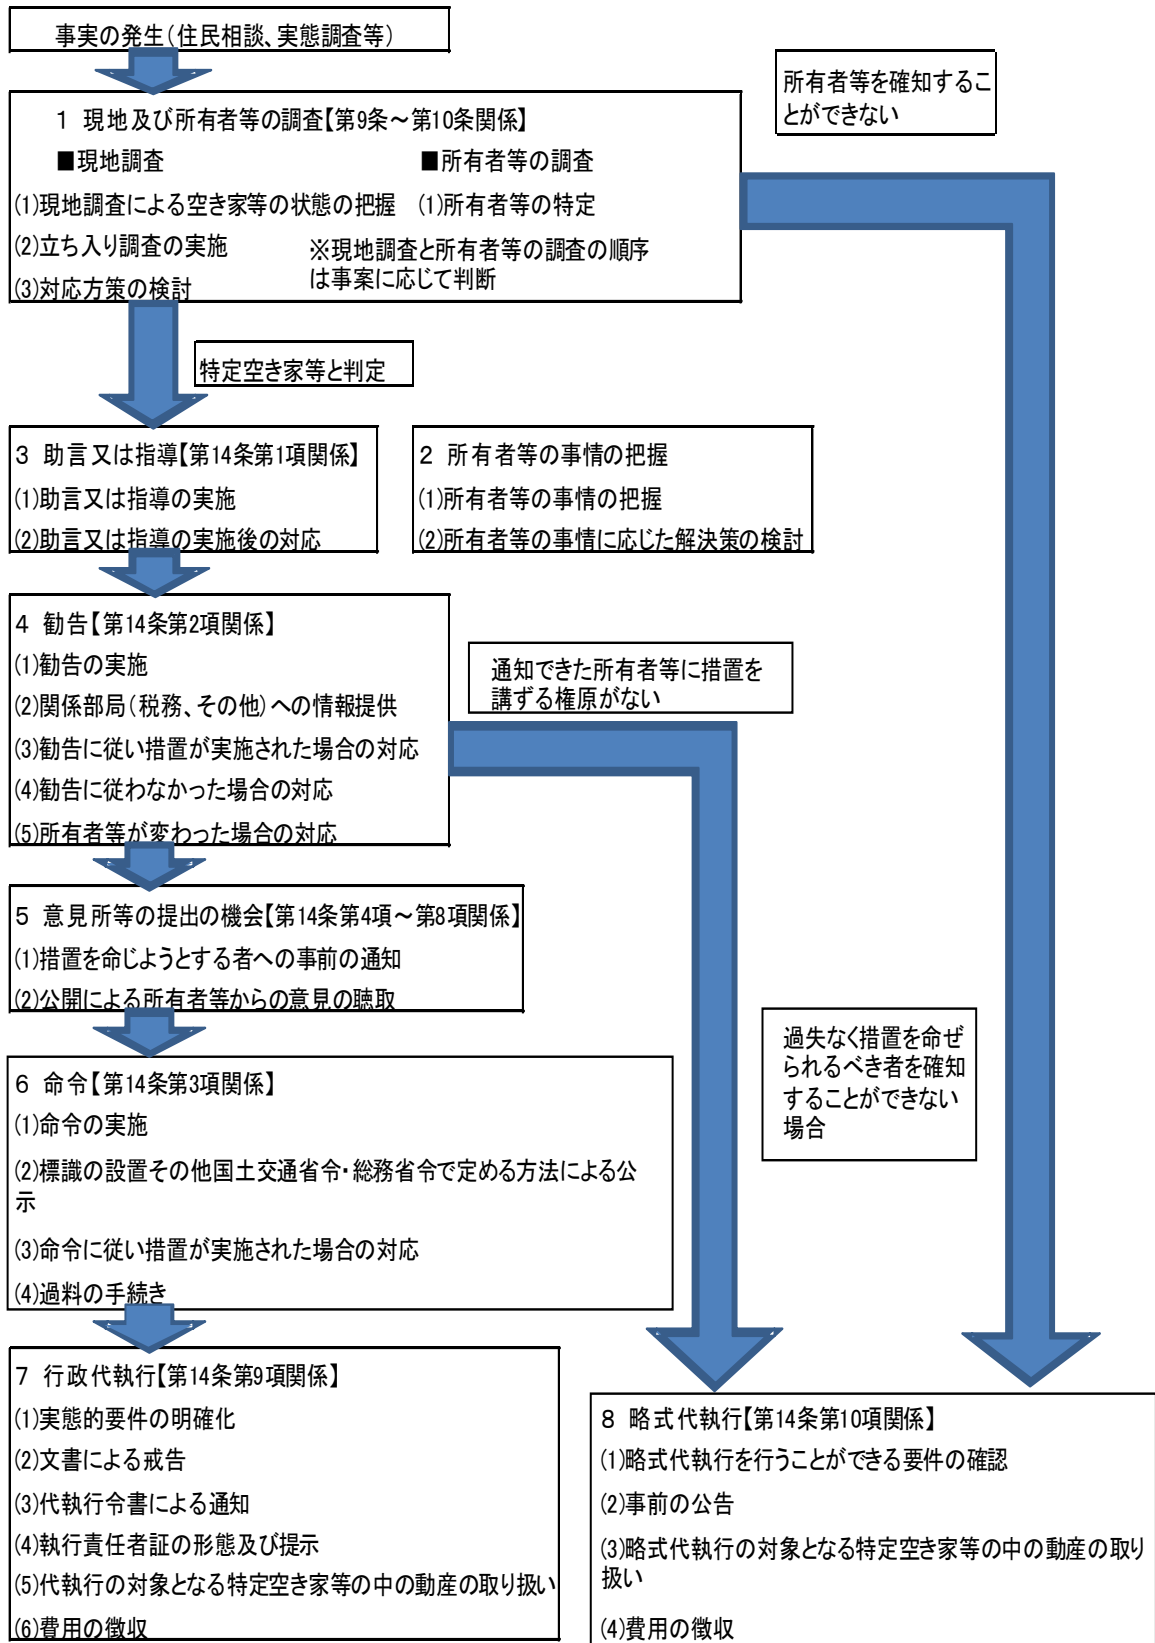 事実の発生(住民相談、実態調査等)
所有者等を確知するこ
とができない
1 現地及び所有者等の調査【第9条～第10条関係】
■現地調査 ■所有者等の調査
(1)現地調査による空き家等の状態の把握 (1)所有者等の特定
(2)立ち入り調査の実施
※現地調査と所有者等の調査の順序
は事案に応じて判断
(3)対応方策の検討
特定空き家等と判定
3 助言又は指導【第14条第1項関係】
(1)助言又は指導の実施
(2)助言又は指導の実施後の対応
2 所有者等の事情の把握
(1)所有者等の事情の把握
(2)所有者等の事情に応じた解決策の検討
4 勧告【第14条第2項関係】
(1)勧告の実施
(2)関係部局(税務、その他)への情報提供
(3)勧告に従い措置が実施された場合の対応
(4)勧告に従わなかった場合の対応
(5)所有者等が変わった場合の対応
通知できた所有者等に措置を
講ずる権原がない
5 意見所等の提出の機会【第14条第4項～第8項関係】
(1)措置を命じようとする者への事前の通知
(2)公開による所有者等からの意見の聴取
過失なく措置を命ぜ
られるべき者を確知
することができない
場合
6 命令【第14条第3項関係】
(1)命令の実施
(2)標識の設置その他国土交通省令・総務省令で定める方法による公
示
(3)命令に従い措置が実施された場合の対応
(4)過料の手続き
7 行政代執行【第14条第9項関係】
(1)実態的要件の明確化
(2)文書による戒告
(3)代執行令書による通知
(4)執行責任者証の形態及び提示
(5)代執行の対象となる特定空き家等の中の動産の取り扱い
(6)費用の徴収
8 略式代執行【第14条第10項関係】
(1)略式代執行を行うことができる要件の確認
(2)事前の公告
(3)略式代執行の対象となる特定空き家等の中の動産の取り
扱い
(4)費用の徴収